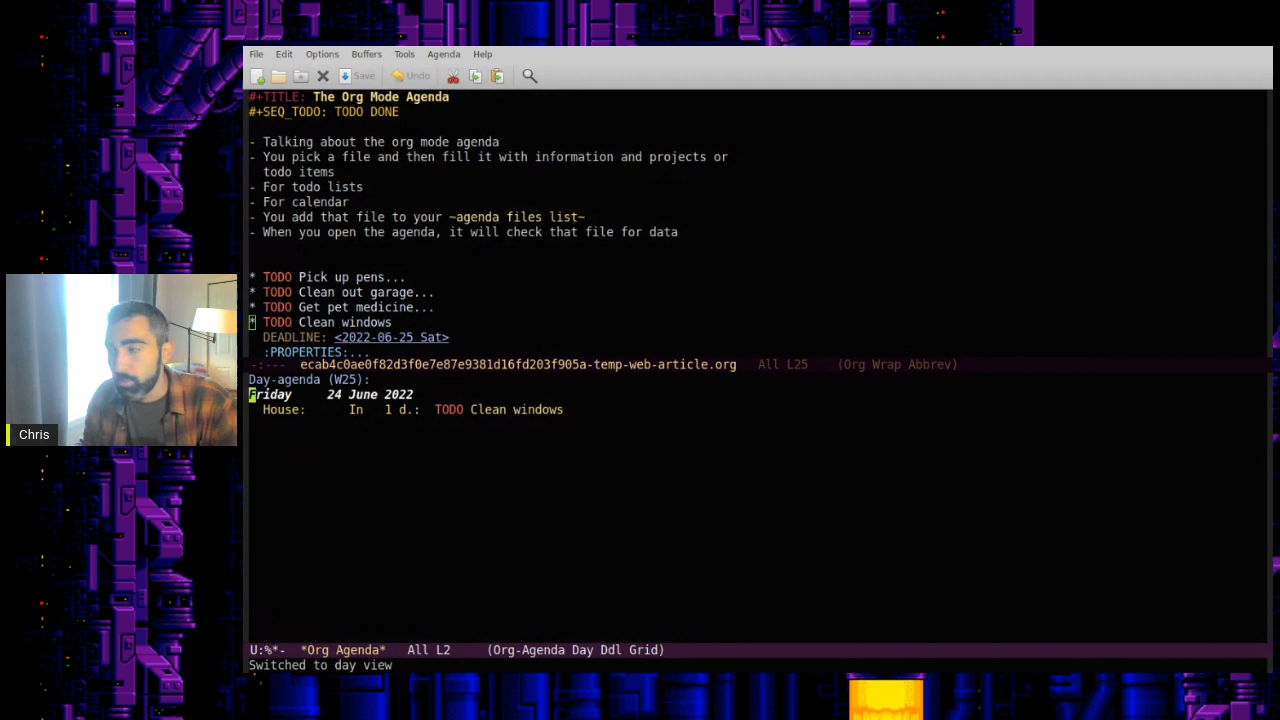 File Edit Options Buffers Tools Agenda Help
Save Undo
#+TITLE: The Org Mode Agenda
#+SEQ_TODO: TODO DONE
- Talking about the org mode agenda
- You pick a file and then fill it with information and projects or
todo items
- For todo lists
- For calendar
- You add that file to your ~agenda files list~
- When you open the agenda, it will check that file for data
* TODO Pick up pens...
* TODO Clean out garage...
* TODO Get pet medicine...
* TODO Clean windows
DEADLINE: <2022-06-25 Sat>
:PROPERTIES:...
-:--- ecab4c0ae0f82d3f0e7e87e9381d16fd203f905a-temp-web-article.org All L25 (Org Wrap Abbrev)
Day-agenda (W25):
Friday 24 June 2022
House: In 1 d.: TODO Clean windows
Chris
U:%*- *Org Agenda* All L2 (Org-Agenda Day Ddl Grid)
Switched to day view